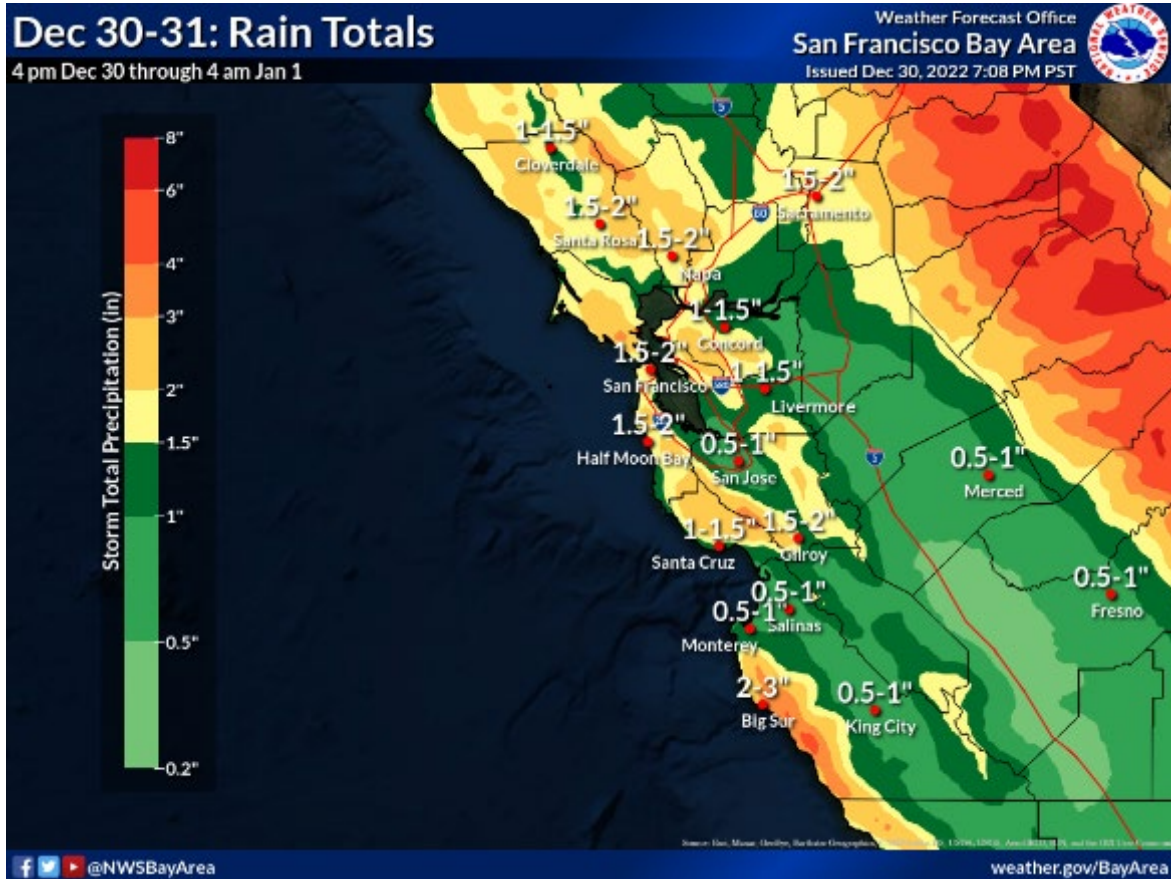 Dec 30-31: Rain Totals
4 pm Dec 30 through 4 am Jan 1
Weather Forecast Office
San Francisco Bay Area
Issued Dec 30, 2022 7:08 PM PST
NATIONAL WEATHER SERVICE
Storm Total Precipitation (in)
8"
6"
4"
3"
2"
1.5"
1"
0.5"
0.2"
5
1-1.5"
Cloverdale
1.5-2"
Sacramento
80
1.5-2"
Santa Rosa
1.5-2"
Napa
1-1.5"
Concord
1.5-2"
San Francisco
1-1.5"
Livermore
1.5-2"
Half Moon Bay
0.5-1"
San Jose
5
0.5-1"
Merced
1-1.5"
Santa Cruz
1.5-2"
Gilroy
0.5-1"
Salinas
0.5-1"
Monterey
0.5-1"
Fresno
2-3"
Big Sur
0.5-1"
King City
@NWSBayArea
weather.gov/BayArea